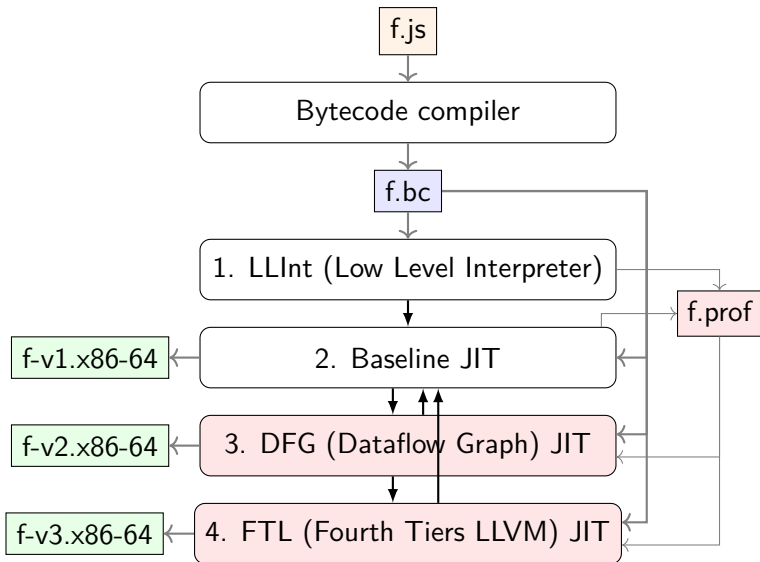 f.js
Bytecode compiler
f.bc
1. LLInt (Low Level Interpreter)
f.prof
f-v1.x86-64
2. Baseline JIT
f-v2.x86-64
3. DFG (Dataflow Graph) JIT
f-v3.x86-64
4. FTL (Fourth Tiers LLVM) JIT